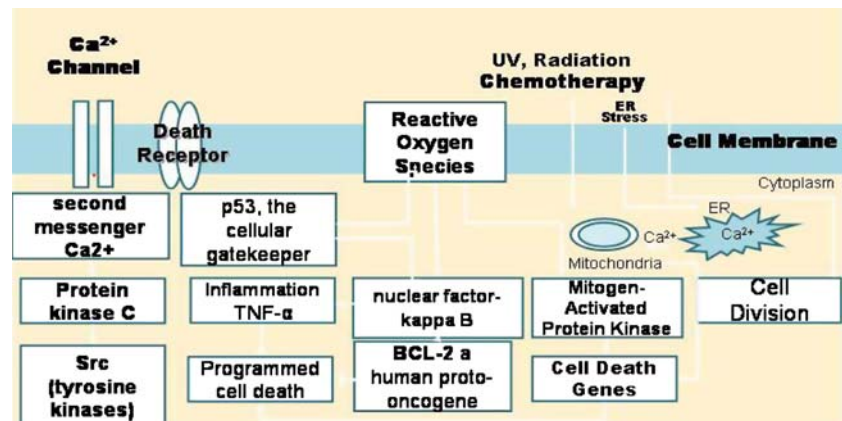 Ca²⁺
Channel
UV, Radiation
Chemotherapy
ER
Stress
Death
Receptor
Reactive
Oxygen
Species
Cell Membrane
Cytoplasm
second
messenger
Ca2+
p53, the
cellular
gatekeeper
ER
Ca²⁺
Ca²⁺
Mitochondria
Protein
kinase C
Inflammation
TNF-α
nuclear factor-
kappa B
Mitogen-
Activated
Protein Kinase
Cell
Division
Src
(tyrosine
kinases)
Programmed
cell death
BCL-2 a
human proto-
oncogene
Cell Death
Genes